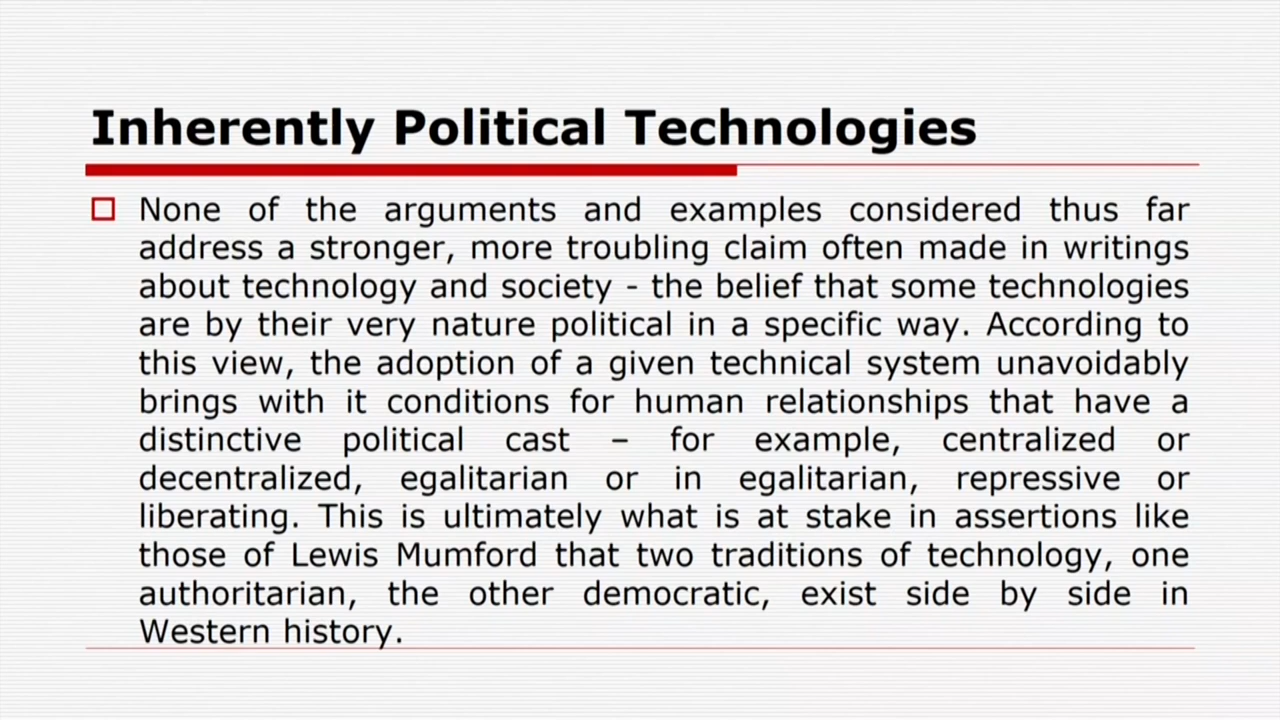 Inherently Political Technologies
None of the arguments and examples considered thus far
address a stronger, more troubling claim often made in writings
about technology and society - the belief that some technologies
are by their very nature political in a specific way. According to
this view, the adoption of a given technical system unavoidably
brings with it conditions for human relationships that have a
distinctive political cast – for example, centralized or
decentralized, egalitarian or in egalitarian, repressive or
liberating. This is ultimately what is at stake in assertions like
those of Lewis Mumford that two traditions of technology, one
authoritarian, the other democratic, exist side by side in
Western history.